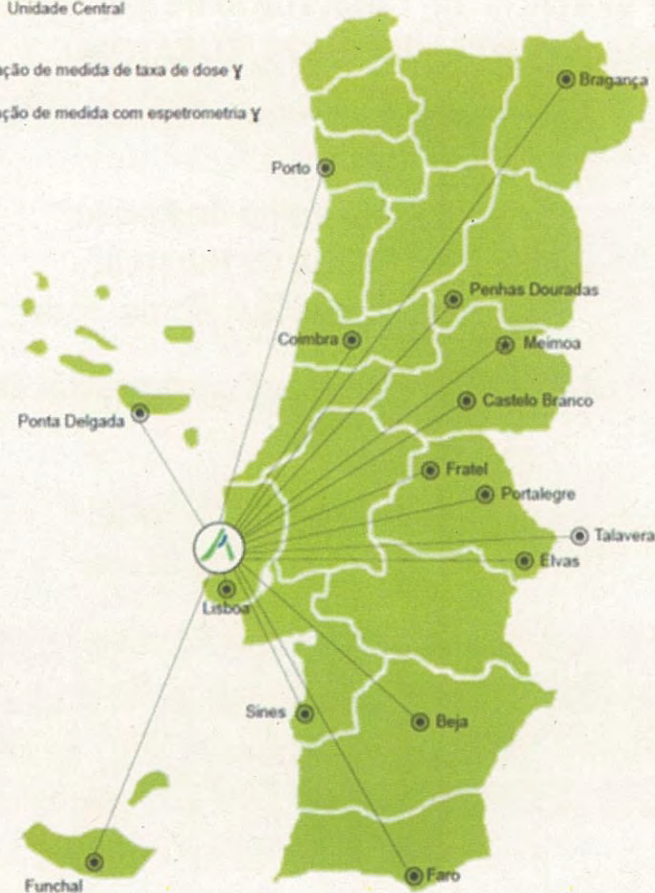 Unidade Central
ação de medida de taxa de dose γ
ação de medida com espetrometria γ
Bragança
Porto
Penhas Douradas
Coimbra
Meimoa
Castelo Branco
Ponta Delgada
Fratel
Portalegre
Talavera
Elvas
Lisboa
Sines
Beja
Faro
Funchal